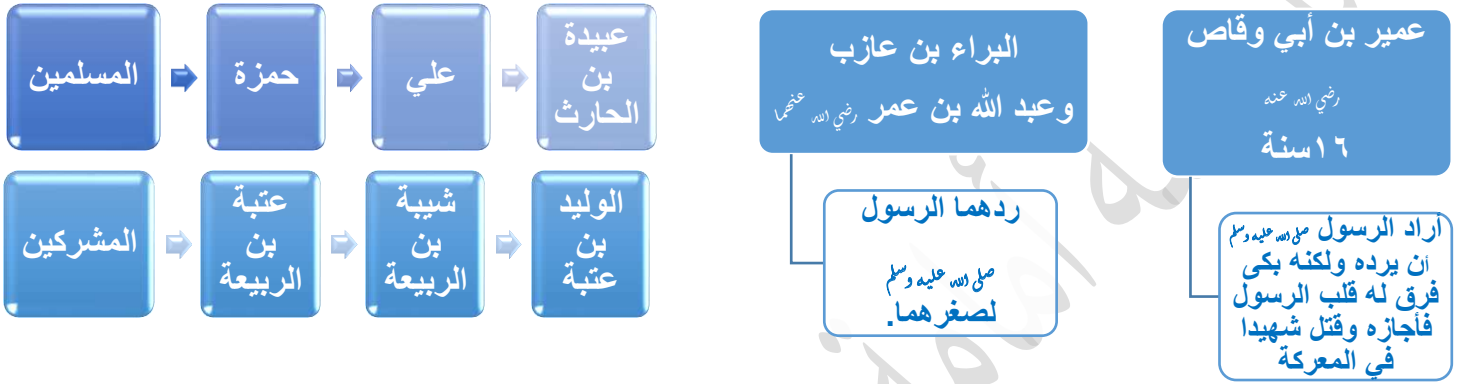 عمير بن أبي وقاص
رضي الله عنه
١٦سنة
أراد الرسول صلى الله عليه وسلم
أن يرده ولكنه بكى
فرق له قلب الرسول
فأجازه وقتل شهيدا
في المعركة
البراء بن عازب
وعبد الله بن عمر رضي الله عنهما
ردهما الرسول
صلى الله عليه وسلم
لصغرهما.
المسلمين
حمزة
علي
عبيدة
بن
الحارث
المشركين
عتبة
بن
الربيعة
شيبة
بن
الربيعة
الوليد
بن
عتبة